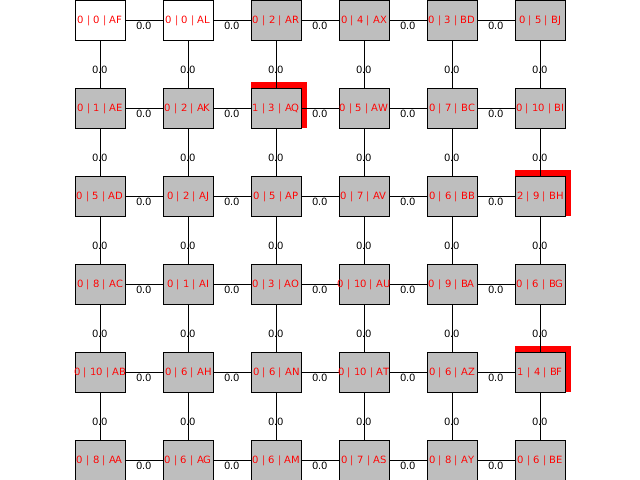 0 | 0 | AF 0.0 0 | 0 | AL 0.0 0 | 2 | AR 0.0 0 | 4 | AX 0.0 0 | 3 | BD 0.0 0 | 5 | BJ
0.0 0.0 0.0 0.0 0.0 0.0
0 | 1 | AE 0.0 0 | 2 | AK 0.0 1 | 3 | AQ 0.0 0 | 5 | AW 0.0 0 | 7 | BC 0.0 0 | 10 | BI
0.0 0.0 0.0 0.0 0.0 0.0
0 | 5 | AD 0.0 0 | 2 | AJ 0.0 0 | 5 | AP 0.0 0 | 7 | AV 0.0 0 | 6 | BB 0.0 2 | 9 | BH
0.0 0.0 0.0 0.0 0.0 0.0
0 | 8 | AC 0.0 0 | 1 | AI 0.0 0 | 3 | AO 0.0 0 | 10 | AU 0.0 0 | 9 | BA 0.0 0 | 6 | BG
0.0 0.0 0.0 0.0 0.0 0.0
0 | 10 | AB 0.0 0 | 6 | AH 0.0 0 | 6 | AN 0.0 0 | 10 | AT 0.0 0 | 6 | AZ 0.0 1 | 4 | BF
0.0 0.0 0.0 0.0 0.0 0.0
0 | 8 | AA 0.0 0 | 6 | AG 0.0 0 | 6 | AM 0.0 0 | 7 | AS 0.0 0 | 8 | AY 0.0 0 | 6 | BE